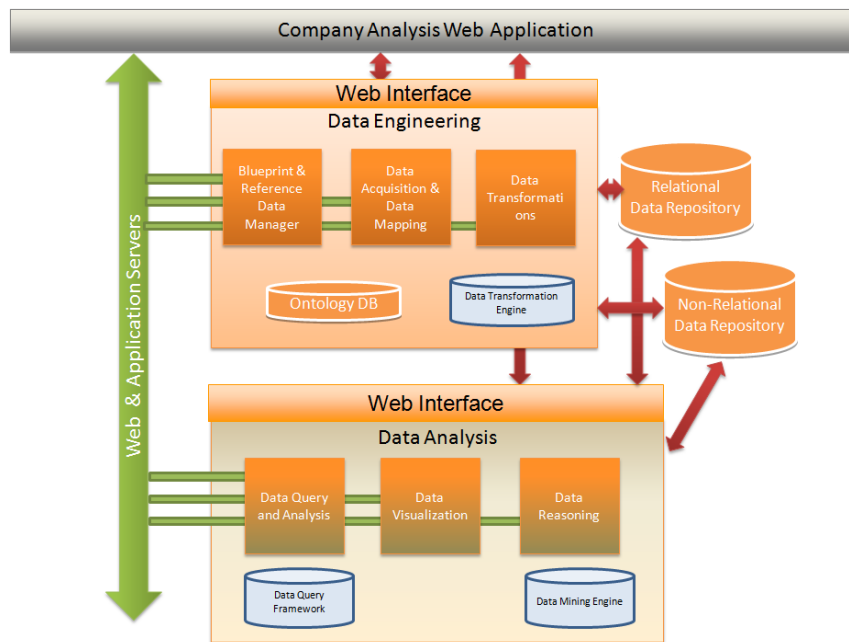 Company Analysis Web Application
Web Interface
Data Engineering
Blueprint &
Reference
Data
Manager
Data
Acquisition &
Data
Mapping
Data
Transformati
ons
Relational
Data Repository
Ontology DB
Data Transformation
Engine
Non-Relational
Data Repository
Web & Application Servers
Web Interface
Data Analysis
Data Query
and Analysis
Data
Visualization
Data
Reasoning
Data Query
Framework
Data Mining Engine